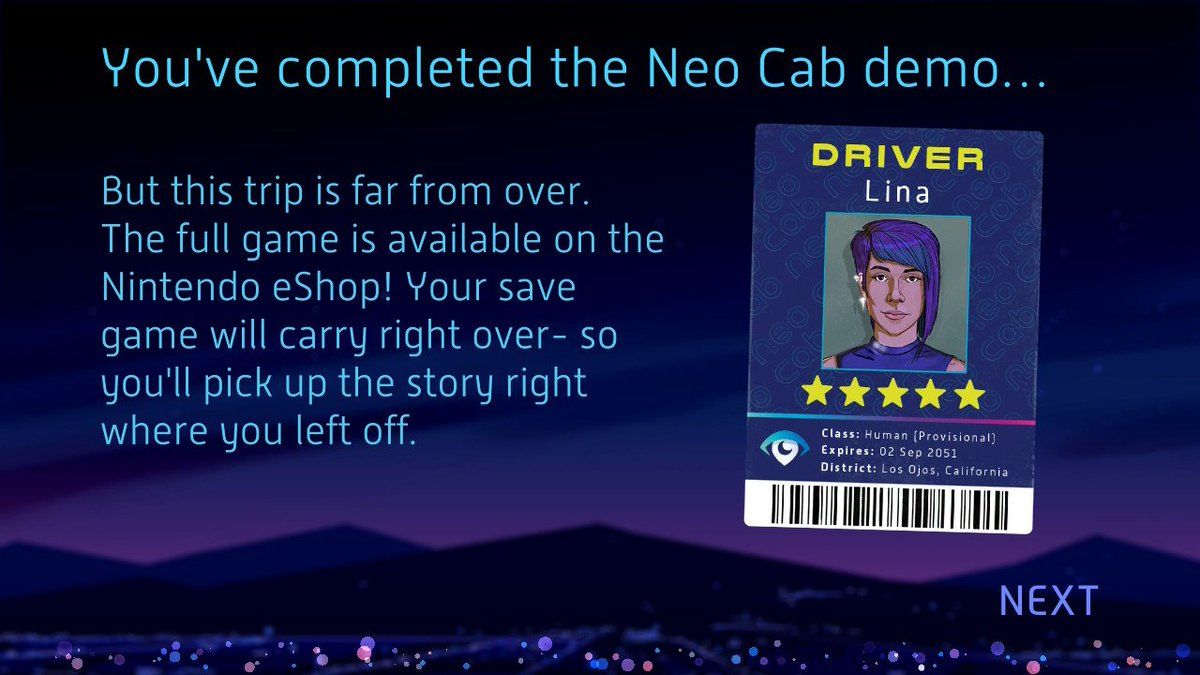 You've completed the Neo Cab demo...
But this trip is far from over.
The full game is available on the
Nintendo eShop! Your save
game will carry right over- so
you'll pick up the story right
where you left off.
DRIVER
Lina
Class: Human (Provisional)
Expires: 02 Sep 2051
District: Los Ojos, California
NEXT